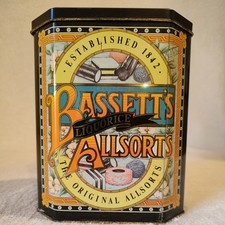 ESTABLISHED 1842
BASSETT'S
LIQUORICE
ALLSORTS
THE ORIGINAL ALLSORTS